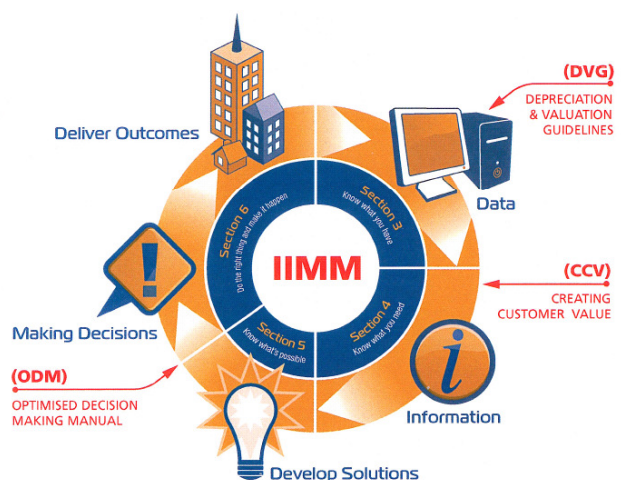 (DVG)
DEPRECIATION
& VALUATION
GUIDELINES
Deliver Outcomes
Data
Section 6
Do the right thing and make it happen
Section 3
Know what you have
IIMM
(CCV)
CREATING
CUSTOMER VALUE
Making Decisions
Section 5
Know what's possible
Section 4
Know what you need
(ODM)
OPTIMISED DECISION
MAKING MANUAL
i
Information
Develop Solutions